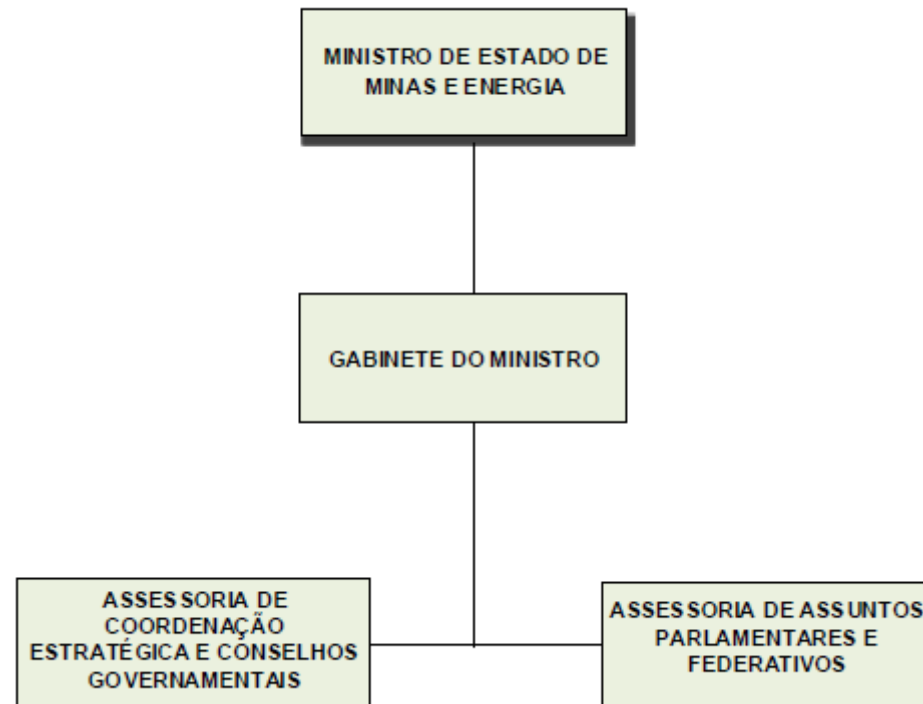 MINISTRO DE ESTADO DE
MINAS E ENERGIA
GABINETE DO MINISTRO
ASSESSORIA DE
COORDENAÇÃO
ESTRATÉGICA E CONSELHOS
GOVERNAMENTAIS
ASSESSORIA DE ASSUNTOS
PARLAMENTARES E
FEDERATIVOS